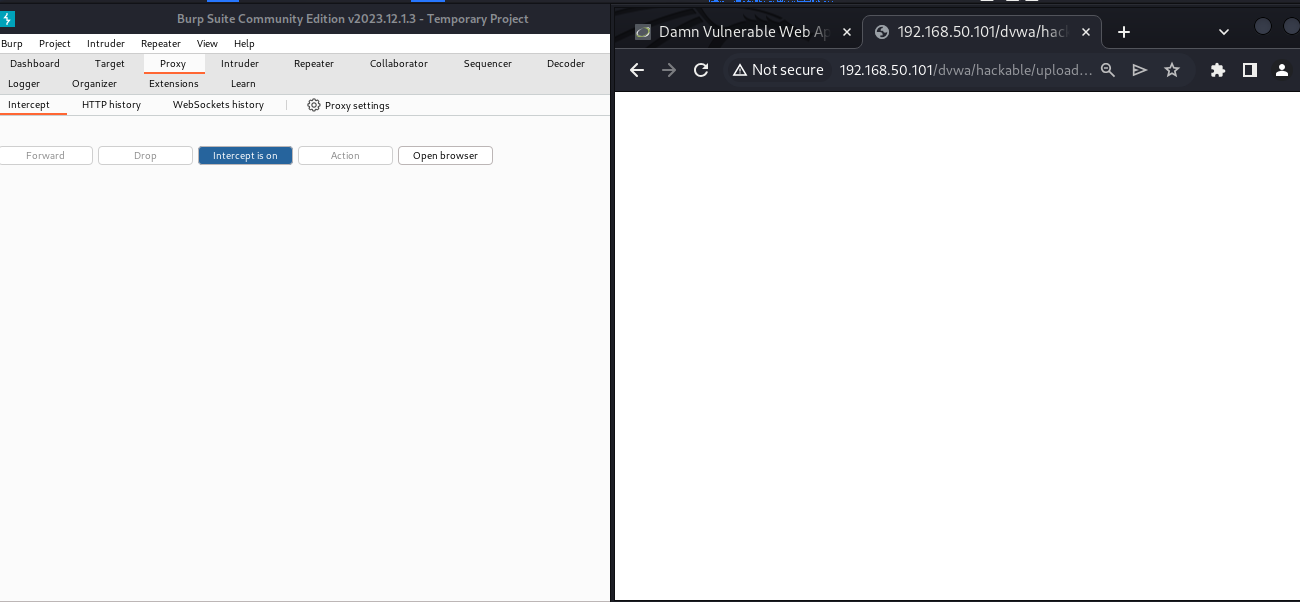 Burp Suite Community Edition v2023.12.1.3 - Temporary Project
Burp Project Intruder Repeater View Help
Dashboard Target Proxy Intruder Repeater Collaborator Sequencer Decoder
Logger Organizer Extensions Learn
Intercept HTTP history WebSockets history Proxy settings
Forward Drop Intercept is on Action Open browser
Damn Vulnerable Web Ap 192.168.50.101/dvwa/hack
Not secure 192.168.50.101/dvwa/hackable/upload...